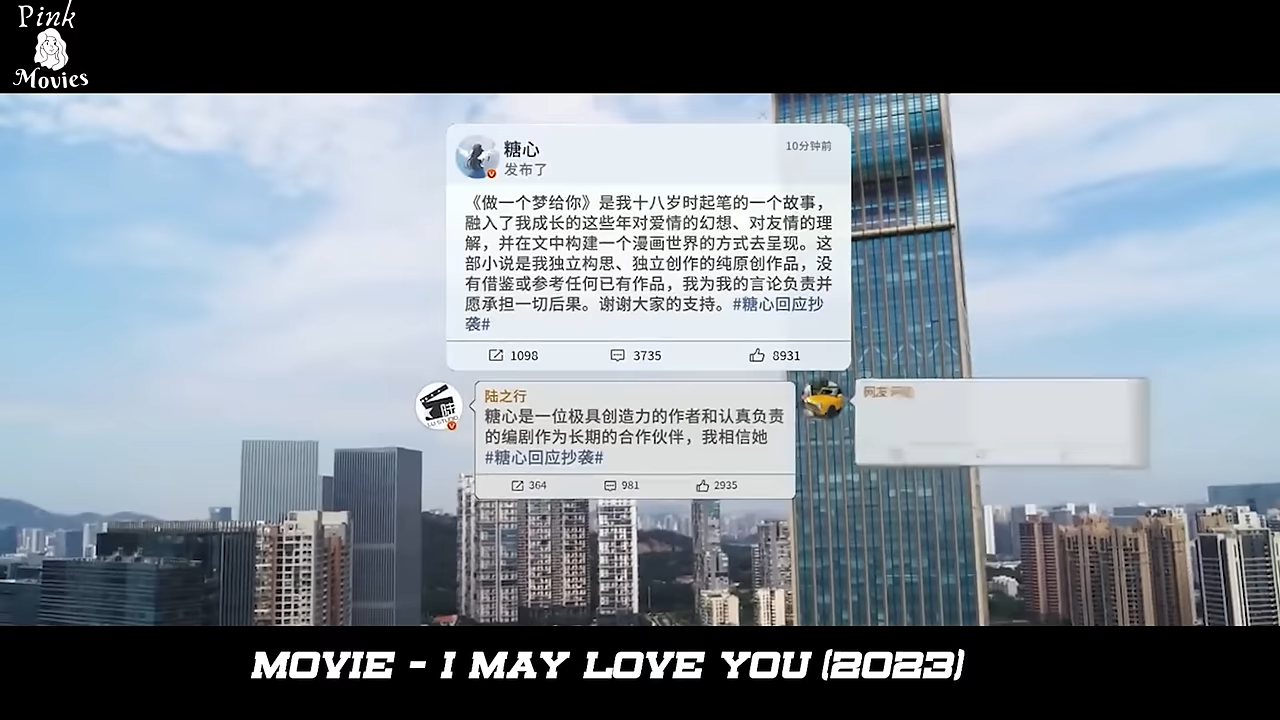 Pink
Movies
糖心
发布了
10分钟前
《做一个梦给你》是我十八岁时起笔的一个故事，
融入了我成长的这些年对爱情的幻想、对友情的理
解，并在文中构建一个漫画世界的方式去呈现。这
部小说是我独立构思、独立创作的纯原创作品，没
有借鉴或参考任何已有作品，我为我的言论负责并
愿承担一切后果。谢谢大家的支持。#糖心回应抄
袭#
1098
3735
8931
陆之行
糖心是一位极具创造力的作者和认真负责
的编剧作为长期的合作伙伴，我相信她
#糖心回应抄袭#
364
981
2935
网友
MOVIE - I MAY LOVE YOU (2023)